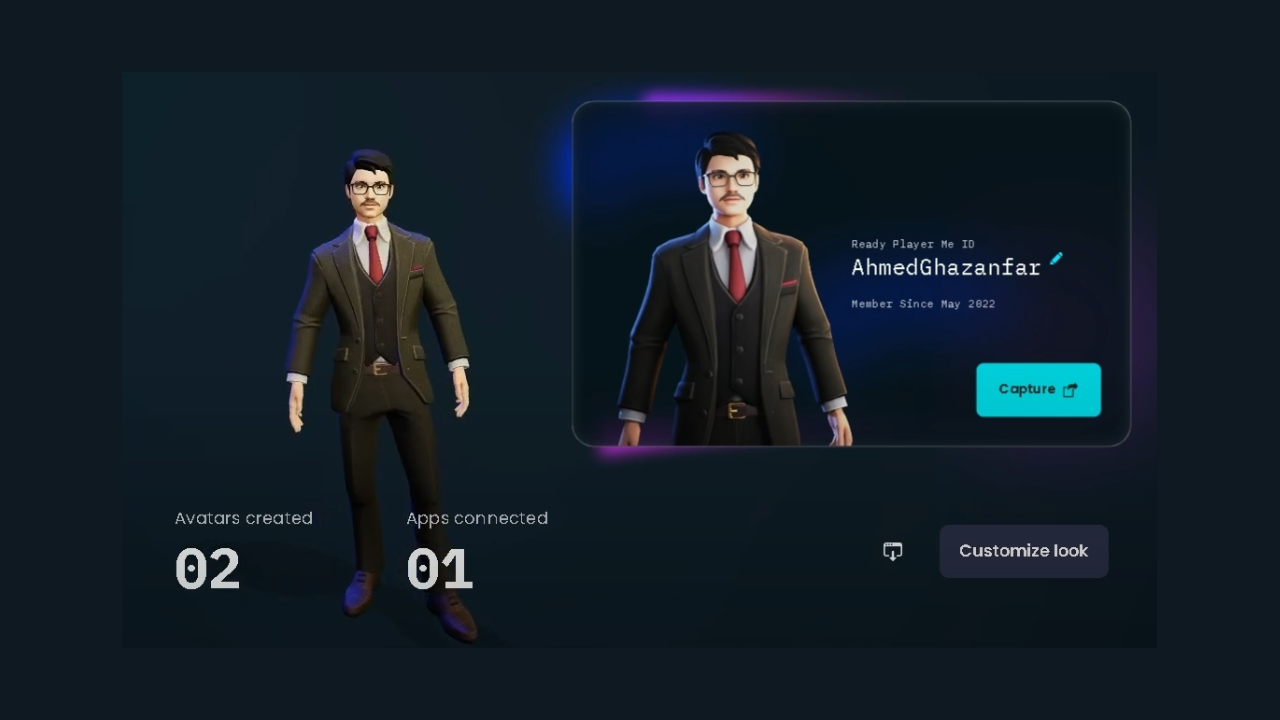 Ready Player Me ID
AhmedGhazanfar
Member Since May 2022
Capture
Avatars created
02
Apps connected
01
Customize look